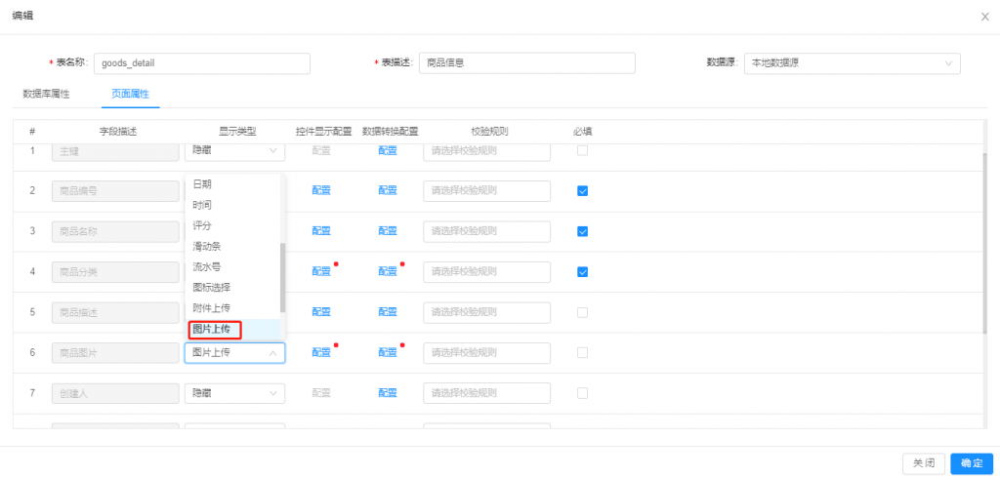 编辑
* 表名称: goods_detail * 表描述: 商品信息 数据源: 本地数据源
数据库属性 页面属性
# 字段描述 显示类型 控件显示配置 数据转换配置 校验规则 必填
1 主键 隐藏 配置 配置 请选择校验规则
日期
2 商品编号 配置 配置 请选择校验规则
时间
评分
3 商品名称 配置 配置 请选择校验规则
滑动条
流水号
4 商品分类 配置 配置 请选择校验规则
图标选择
附件上传
5 商品描述 配置 配置 请选择校验规则
图片上传
6 商品图片 图片上传 配置 配置 请选择校验规则
7 创建人 隐藏 配置 配置 请选择校验规则
关闭 确定